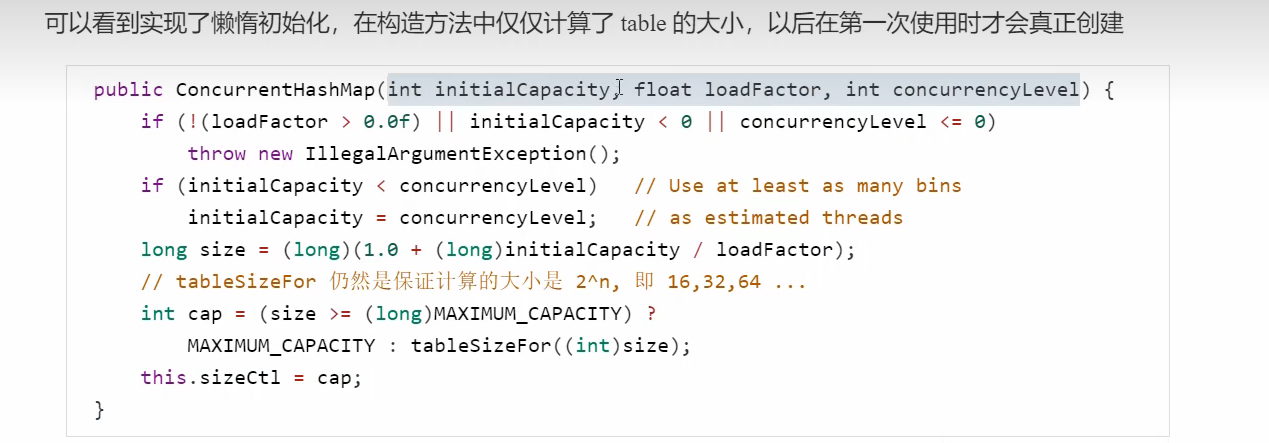 可以看到实现了懒惰初始化，在构造方法中仅仅计算了 table 的大小，以后在第一次使用时才会真正创建
public ConcurrentHashMap(int initialCapacity, float loadFactor, int concurrencyLevel) {
    if (!(loadFactor > 0.0f) || initialCapacity < 0 || concurrencyLevel <= 0)
        throw new IllegalArgumentException();
    if (initialCapacity < concurrencyLevel)   // Use at least as many bins
        initialCapacity = concurrencyLevel;   // as estimated threads
    long size = (long)(1.0 + (long)initialCapacity / loadFactor);
    // tableSizeFor 仍然是保证计算的大小是 2^n, 即 16,32,64 ...
    int cap = (size >= (long)MAXIMUM_CAPACITY) ?
        MAXIMUM_CAPACITY : tableSizeFor((int)size);
    this.sizeCtl = cap;
}